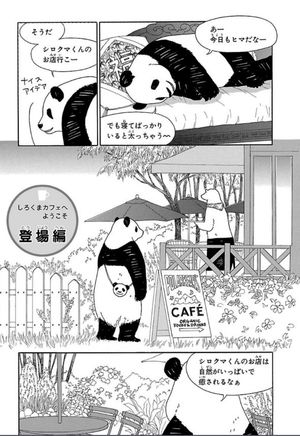 あー
今日もヒマだなー
でも寝てばっかり
いると太っちゃう〜
そうだ
シロクマくんの
お店行こー
ナイス
アイデア
しろくまカフェへ
ようこそ
登場編
CAFÉ
ORGANIC
FOODS & DRINKS
シロクマくんのお店は
自然がいっぱいで
癒されるなぁ